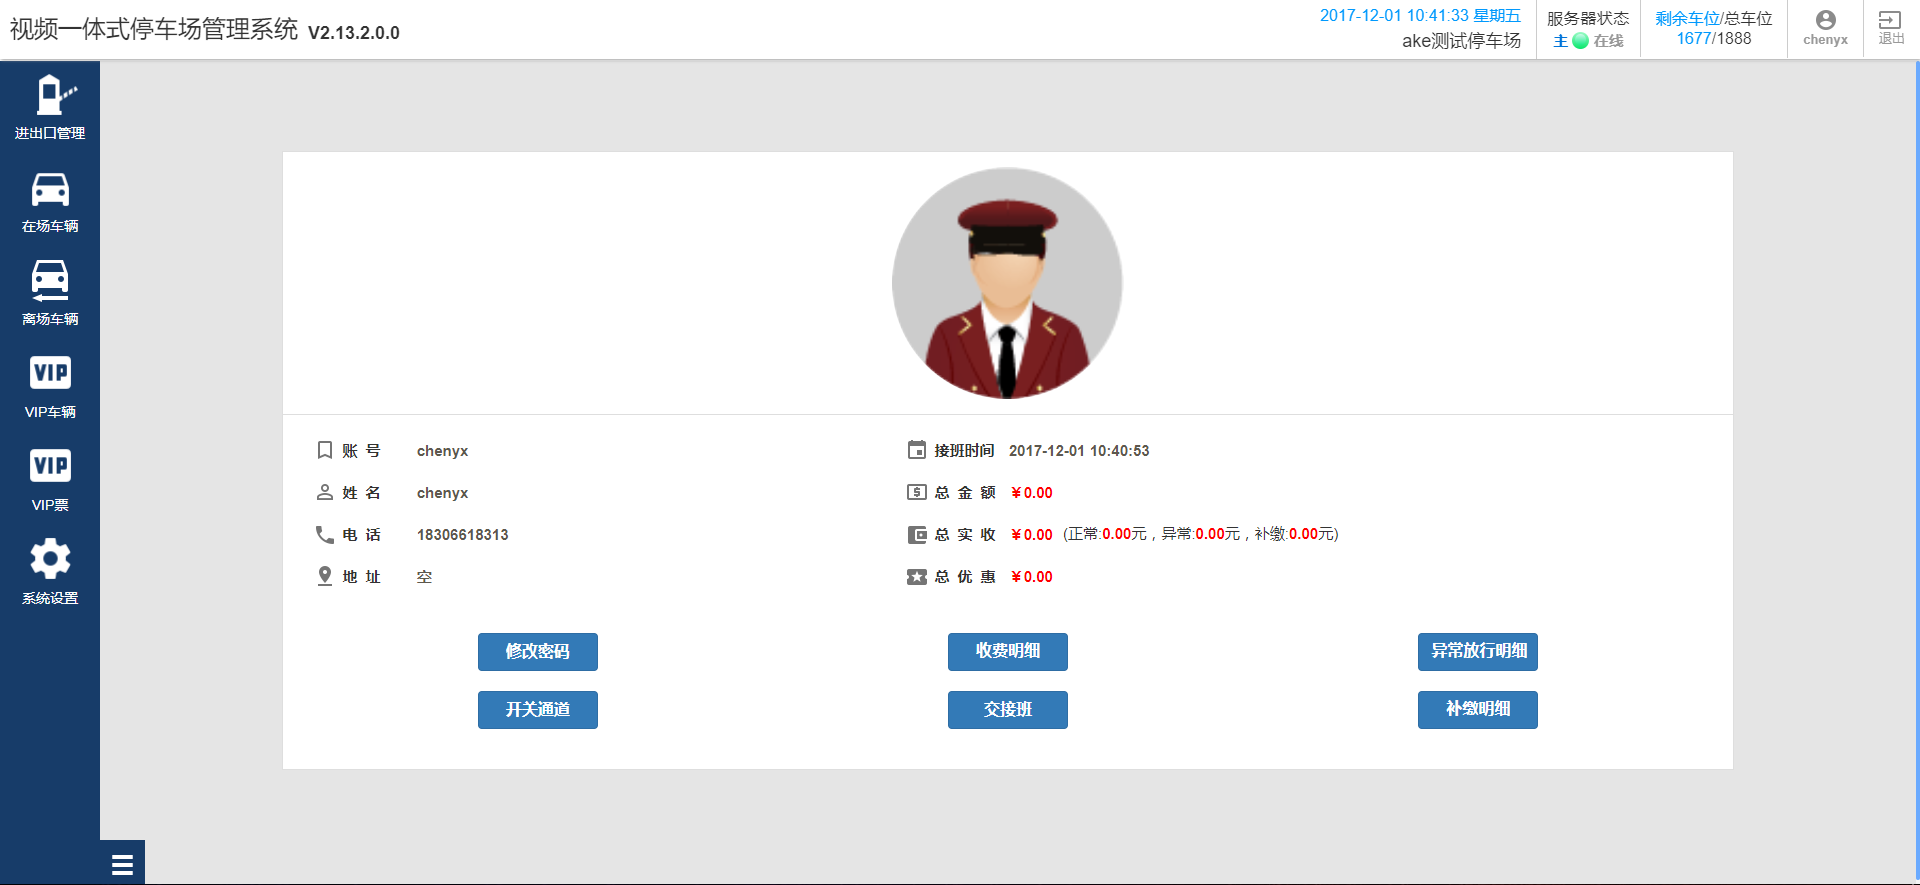 视频一体式停车场管理系统 V2.13.2.0.0
2017-12-01 10:41:33 星期五
ake测试停车场
服务器状态
主 在线
剩余车位/总车位
1677/1888
chenyx
退出
进出口管理
在场车辆
离场车辆
VIP
VIP车辆
VIP
VIP票
系统设置
账 号 chenyx
姓 名 chenyx
电 话 18306618313
地 址 空
接班时间 2017-12-01 10:40:53
总 金 额 ¥0.00
总 实 收 ¥0.00 (正常:0.00元，异常:0.00元，补缴:0.00元)
总 优 惠 ¥0.00
修改密码
收费明细
异常放行明细
开关通道
交接班
补缴明细